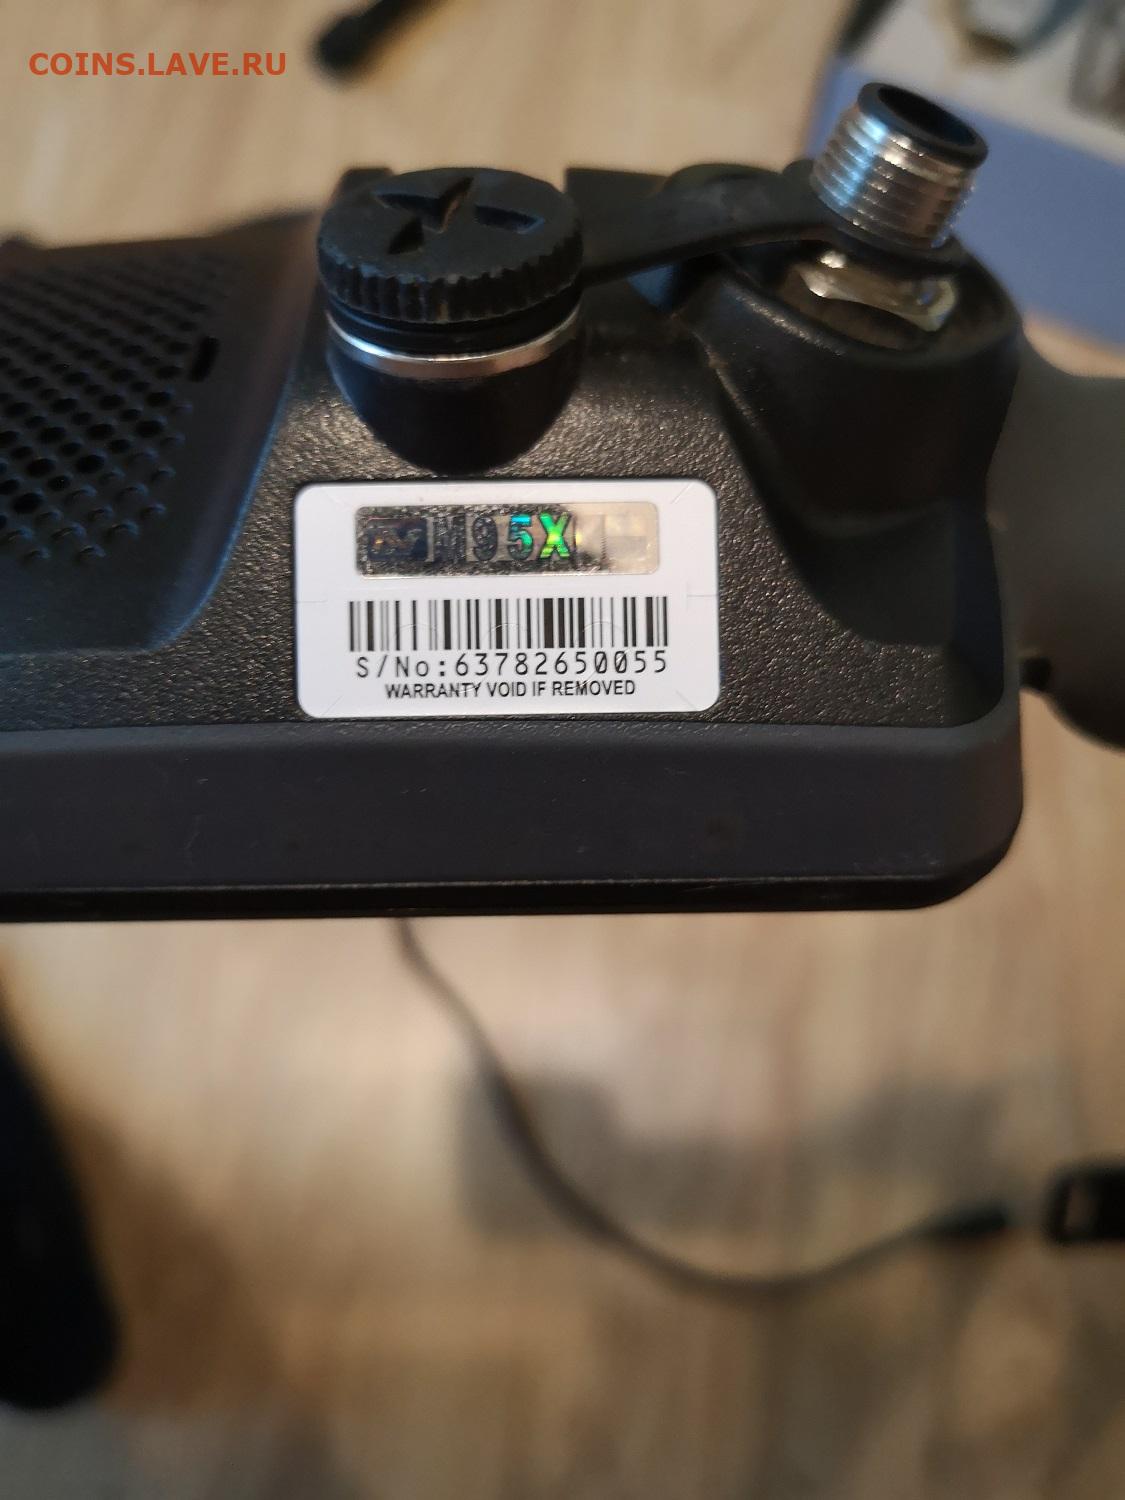 COINS.LAVE.RU
M95X
S/No:63782650055
WARRANTY VOID IF REMOVED